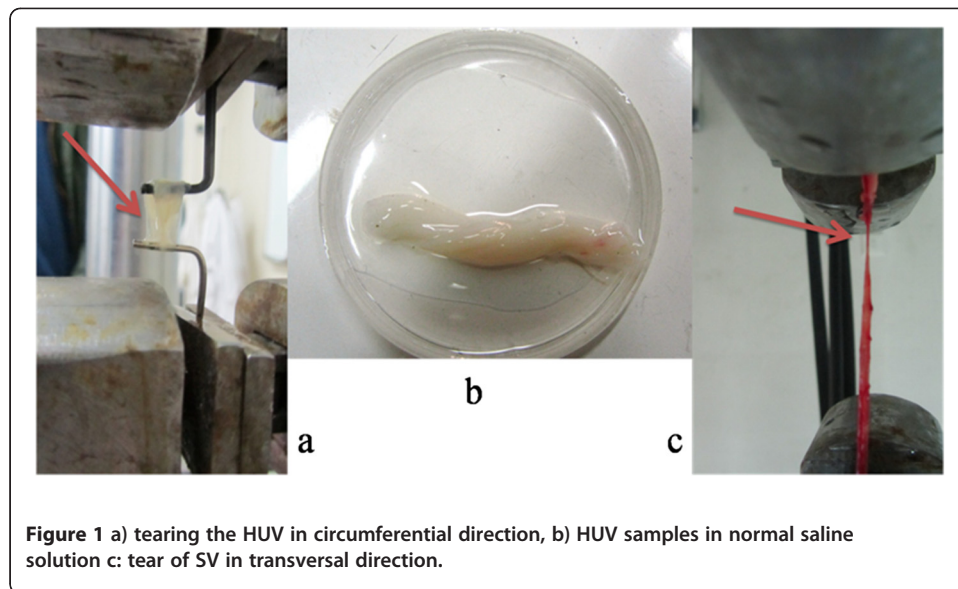 b
a
c
Figure 1 a) tearing the HUV in circumferential direction, b) HUV samples in normal saline
solution c: tear of SV in transversal direction.